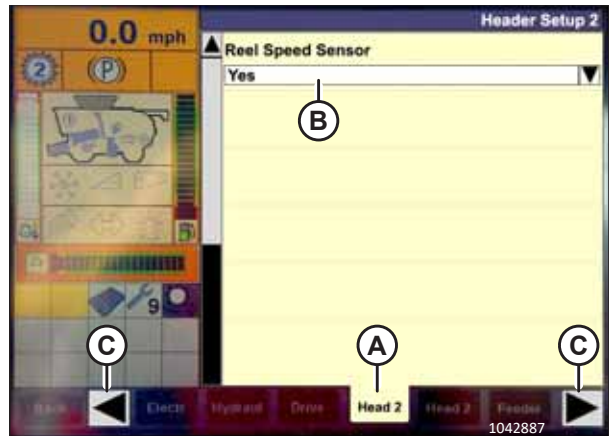 0.0 mph
Header Setup 2
2
(P)
Reel Speed Sensor
Yes
B
9
C
A
C
Back
Electr
Hydraul
Drive
Head 2
Head 2
Feeder
1042887